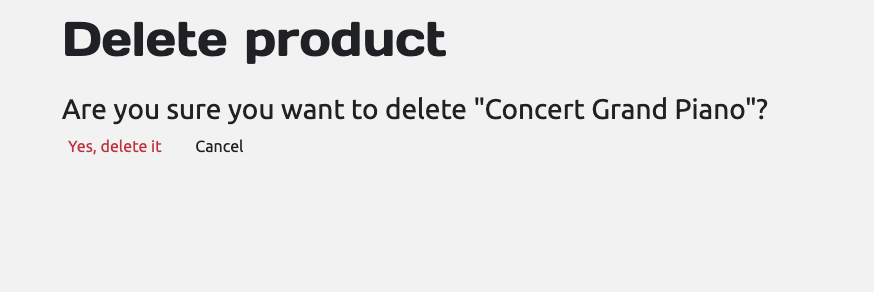 Delete product
Are you sure you want to delete "Concert Grand Piano"?
Yes, delete it Cancel